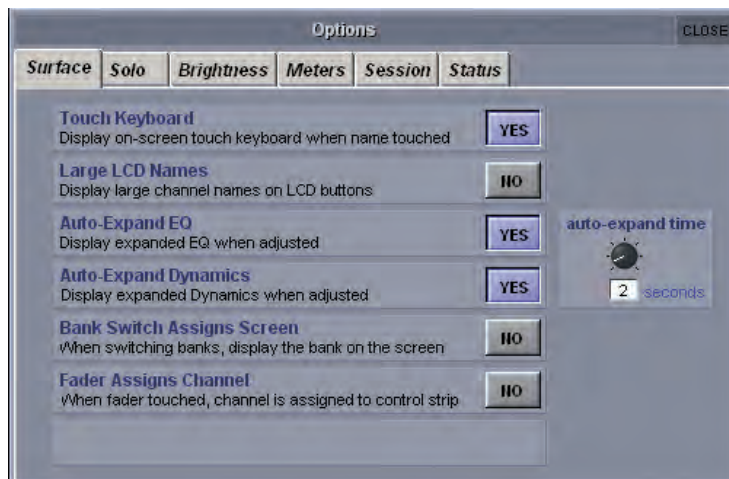 Options
CLOSE
Surface Solo Brightness Meters Session Status
Touch Keyboard
Display on-screen touch keyboard when name touched
YES
Large LCD Names
Display large channel names on LCD buttons
NO
Auto-Expand EQ
Display expanded EQ when adjusted
YES
auto-expand time
2 seconds
Auto-Expand Dynamics
Display expanded Dynamics when adjusted
YES
Bank Switch Assigns Screen
When switching banks, display the bank on the screen
NO
Fader Assigns Channel
When fader touched, channel is assigned to control strip
NO